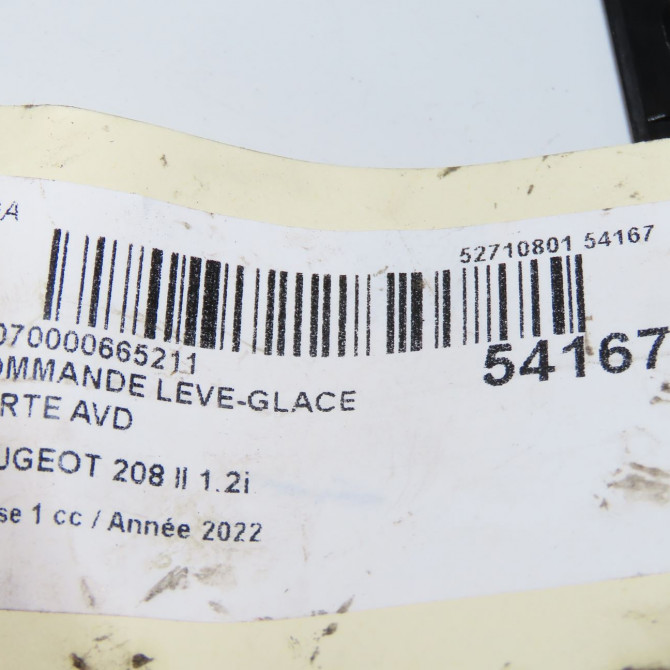 52710801 54167
070000665211
54167
OMMANDE LEVE-GLACE
RTE AVD
UGEOT 208 II 1.2i
se 1 cc / Année 2022